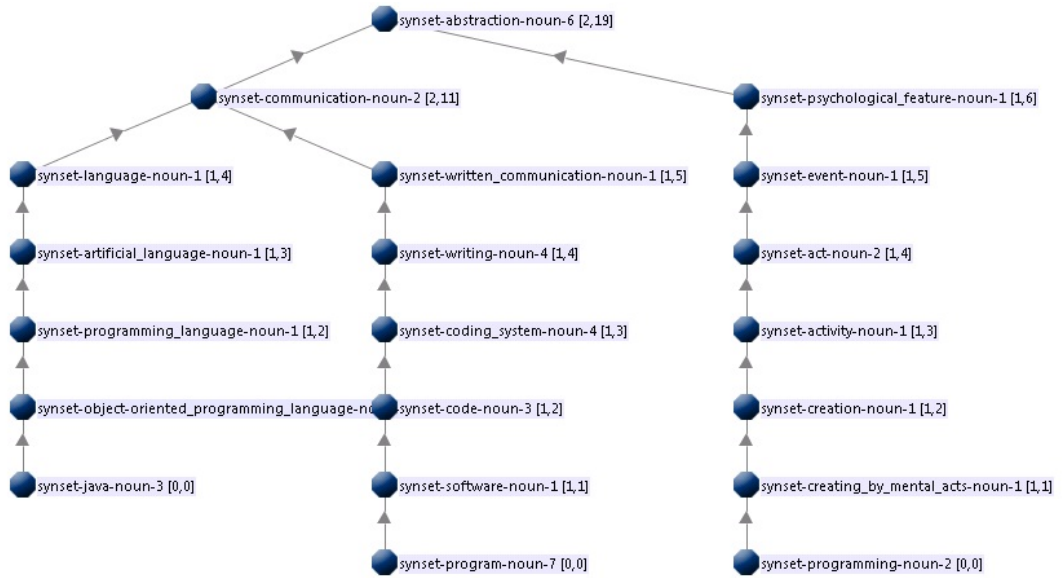 synset-abstraction-noun-6 [2,19]
synset-communication-noun-2 [2,11]
synset-psychological_feature-noun-1 [1,6]
synset-language-noun-1 [1,4]
synset-written_communication-noun-1 [1,5]
synset-event-noun-1 [1,5]
synset-artificial_language-noun-1 [1,3]
synset-writing-noun-4 [1,4]
synset-act-noun-2 [1,4]
synset-programming_language-noun-1 [1,2]
synset-coding_system-noun-4 [1,3]
synset-activity-noun-1 [1,3]
synset-object-oriented_programming_language-no
synset-code-noun-3 [1,2]
synset-creation-noun-1 [1,2]
synset-java-noun-3 [0,0]
synset-software-noun-1 [1,1]
synset-creating_by_mental_acts-noun-1 [1,1]
synset-program-noun-7 [0,0]
synset-programming-noun-2 [0,0]